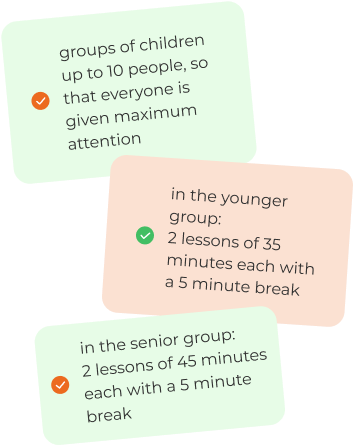 groups of children
up to 10 people, so
that everyone is
given maximum
attention
in the younger
group:
2 lessons of 35
minutes each with
a 5 minute break
in the senior group:
2 lessons of 45 minutes
each with a 5 minute
break